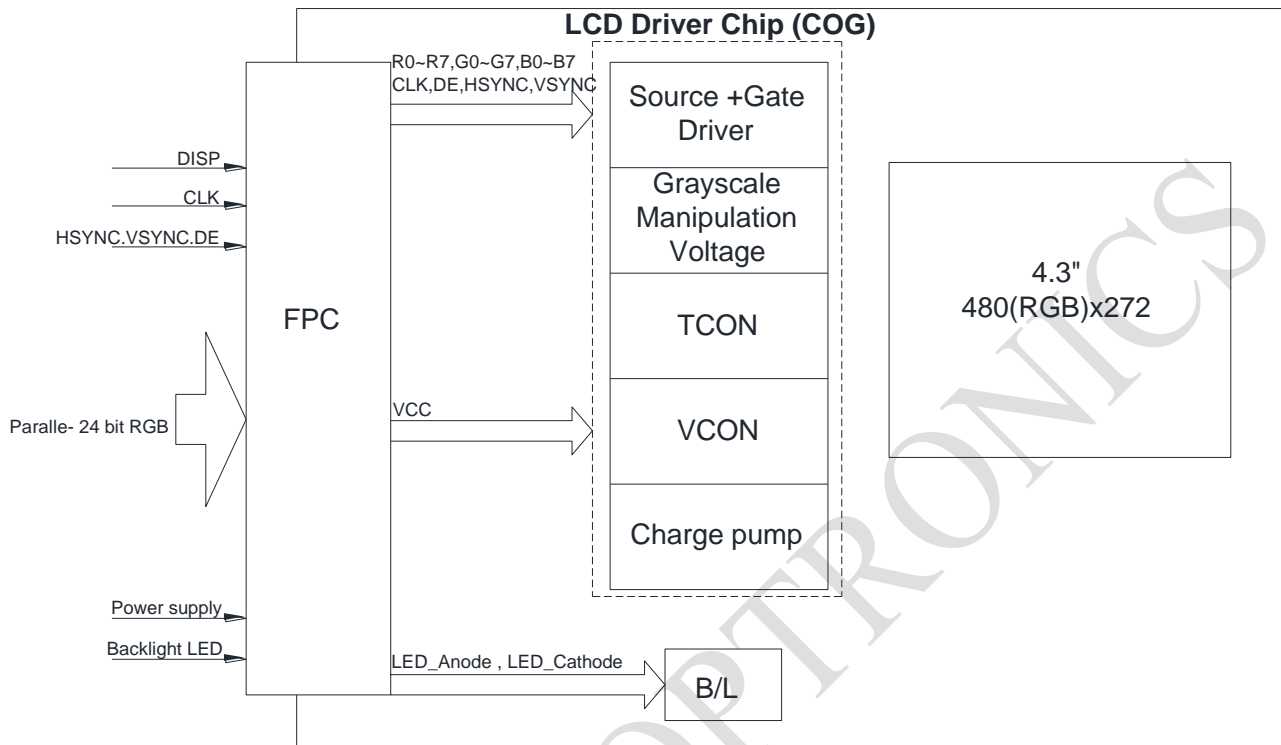 LCD Driver Chip (COG)
R0~R7,G0~G7,B0~B7
CLK,DE,HSYNC,VSYNC
Source +Gate
Driver
DISP
CLK
HSYNC.VSYNC.DE
Grayscale
Manipulation
Voltage
4.3"
480(RGB)x272
FPC
TCON
Paralle- 24 bit RGB
VCC
VCON
Charge pump
Power supply
Backlight LED
LED_Anode , LED_Cathode
B/L
OPTRONICS